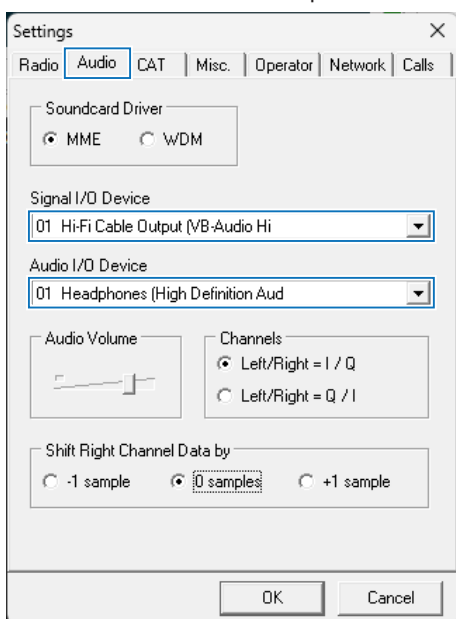 Settings
Radio Audio CAT Misc. Operator Network Calls
Soundcard Driver
MME WDM
Signal I/O Device
01 Hi-Fi Cable Output (VB-Audio Hi
Audio I/O Device
01 Headphones (High Definition Aud
Audio Volume
Channels
Left/Right = I / Q
Left/Right = Q / I
Shift Right Channel Data by
-1 sample 0 samples +1 sample
OK Cancel